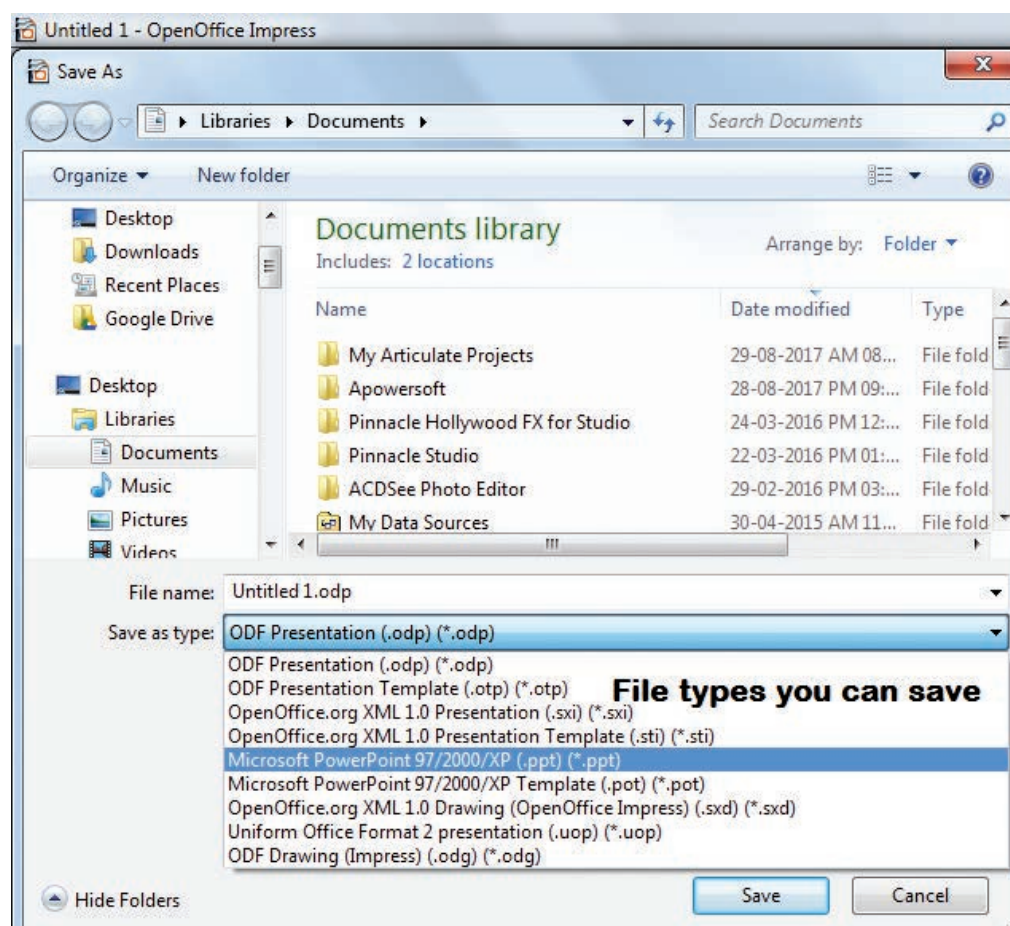 Untitled 1 - OpenOffice Impress
Save As
Libraries Documents
Search Documents
Organize New folder
Desktop
Downloads
Recent Places
Google Drive
Desktop
Libraries
Documents
Music
Pictures
Videos
Documents library
Includes: 2 locations
Arrange by: Folder
Name Date modified Type
My Articulate Projects 29-08-2017 AM 08... File fold
Apowersoft 28-08-2017 PM 09:... File fold
Pinnacle Hollywood FX for Studio 24-03-2016 PM 12:... File fold
Pinnacle Studio 22-03-2016 PM 01:... File fold
ACDSee Photo Editor 29-02-2016 PM 03:... File fold
My Data Sources 30-04-2015 AM 11... File fold
File name: Untitled 1.odp
Save as type: ODF Presentation (.odp) (*.odp)
ODF Presentation (.odp) (*.odp)
ODF Presentation Template (.otp) (*.otp)
File types you can save
OpenOffice.org XML 1.0 Presentation (.sxi) (*.sxi)
OpenOffice.org XML 1.0 Presentation Template (.sti) (*.sti)
Microsoft PowerPoint 97/2000/XP (.ppt) (*.ppt)
Microsoft PowerPoint 97/2000/XP Template (.pot) (*.pot)
OpenOffice.org XML 1.0 Drawing (OpenOffice Impress) (.sxd) (*.sxd)
Uniform Office Format 2 presentation (.uop) (*.uop)
ODF Drawing (Impress) (.odg) (*.odg)
Hide Folders
Save
Cancel